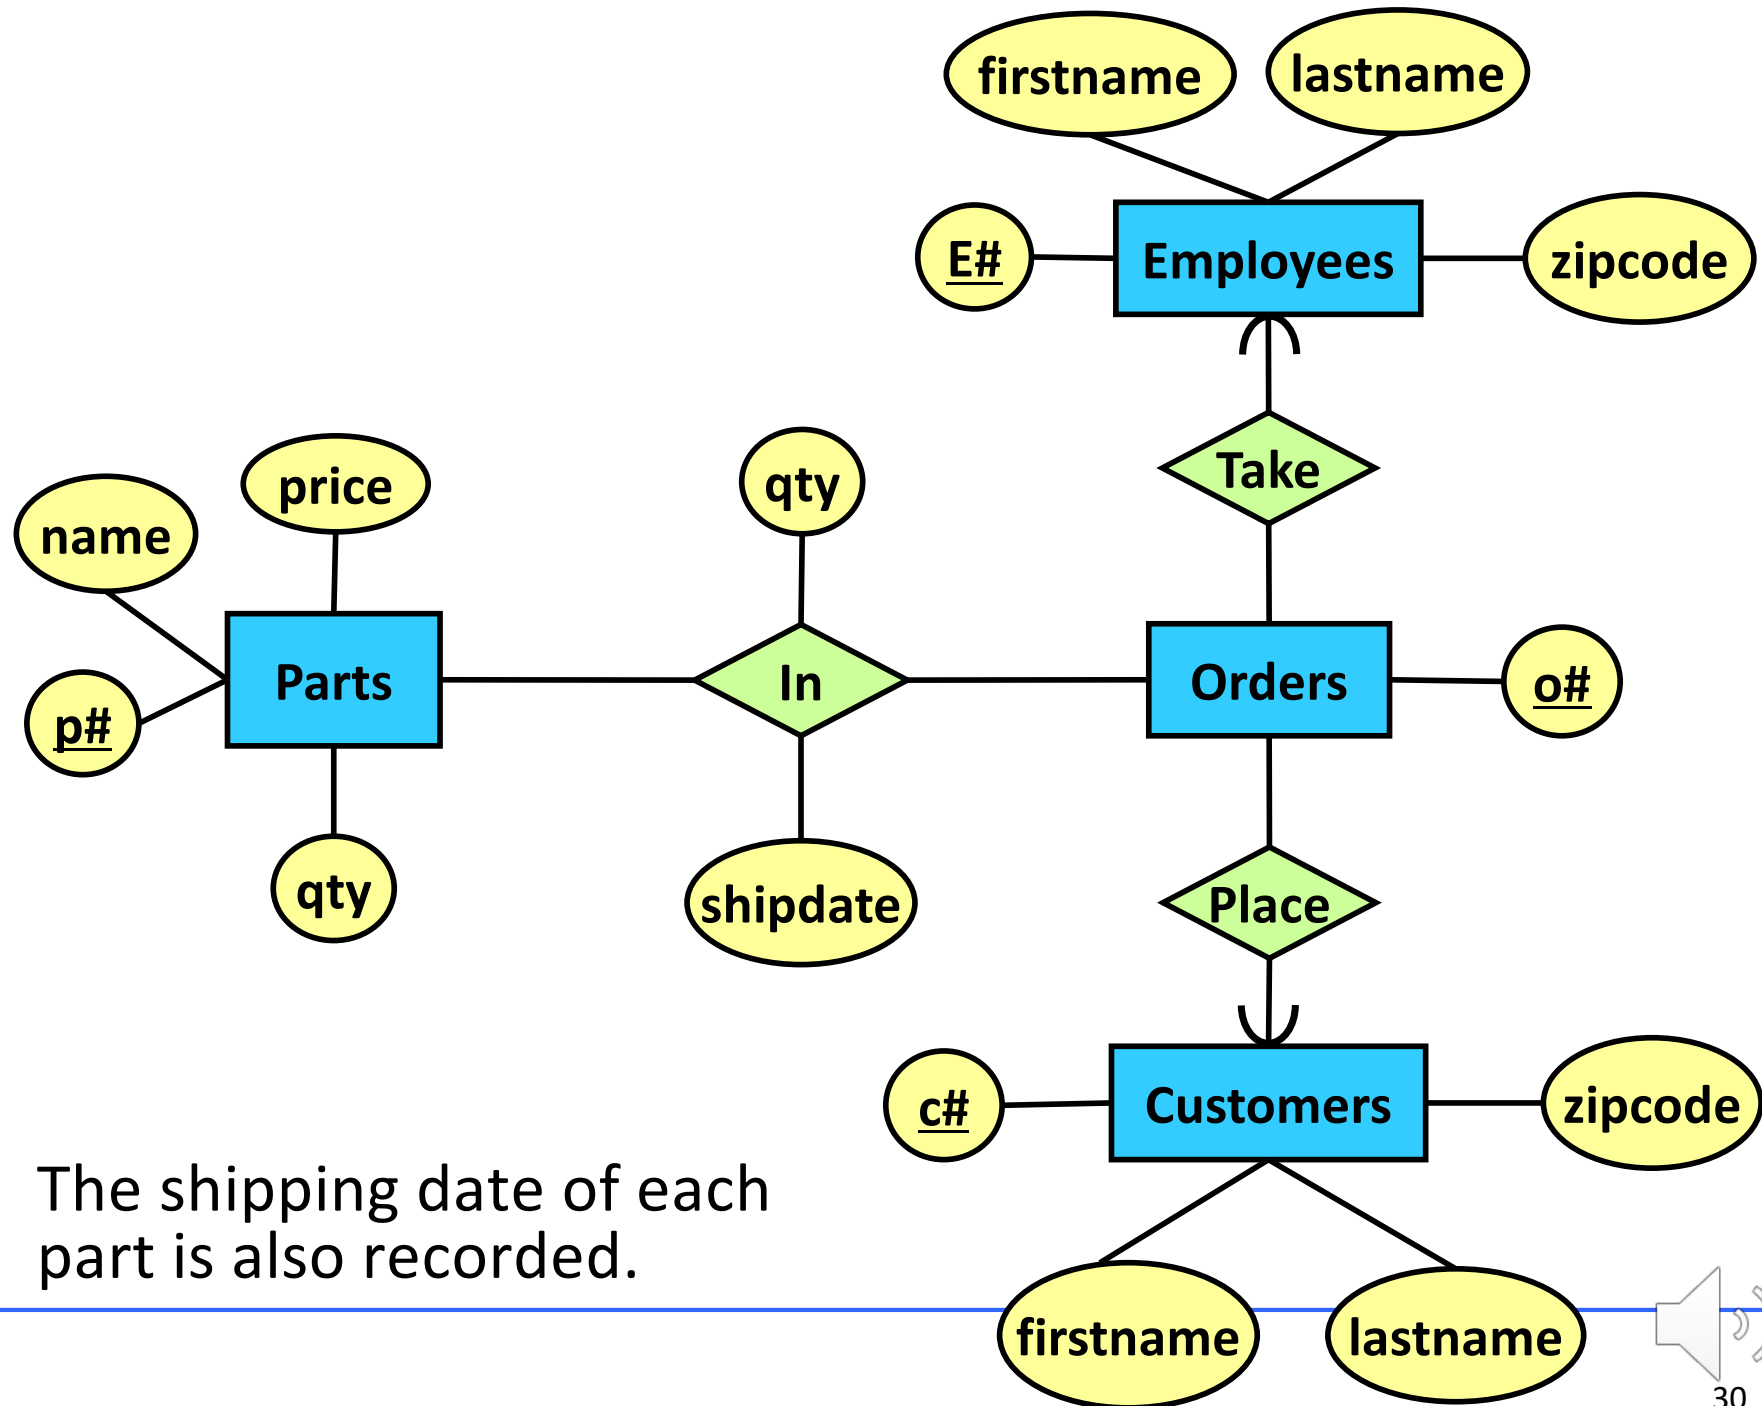 firstname
lastname
E#
Employees
zipcode
Take
name
price
qty
p#
Parts
In
Orders
o#
qty
shipdate
Place
c#
Customers
zipcode
The shipping date of each
part is also recorded.
firstname
lastname
30